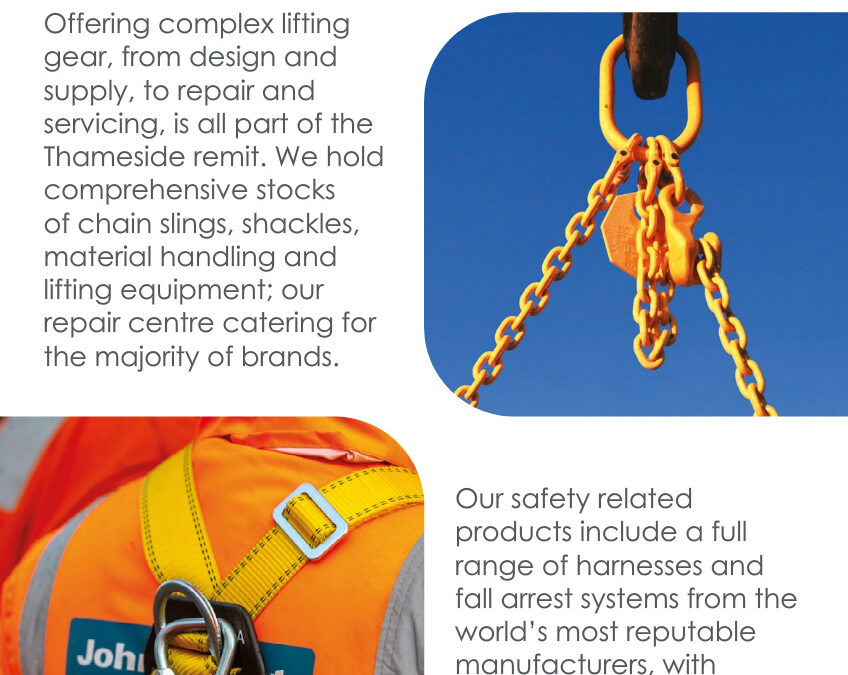 Offering complex lifting
gear, from design and
supply, to repair and
servicing, is all part of the
Thameside remit. We hold
comprehensive stocks
of chain slings, shackles,
material handling and
lifting equipment; our
repair centre catering for
the majority of brands.
Our safety related
products include a full
range of harnesses and
fall arrest systems from the
world’s most reputable
manufacturers, with
A